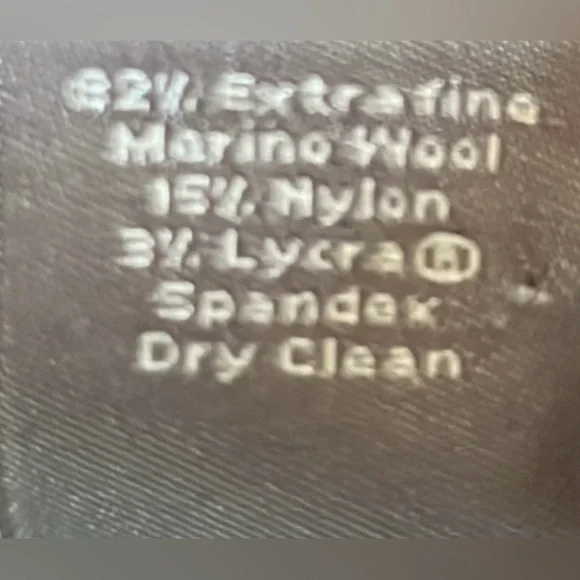 82% Extrafine
Merino Wool
15% Nylon
3% Lycra®
Spandex
Dry Clean